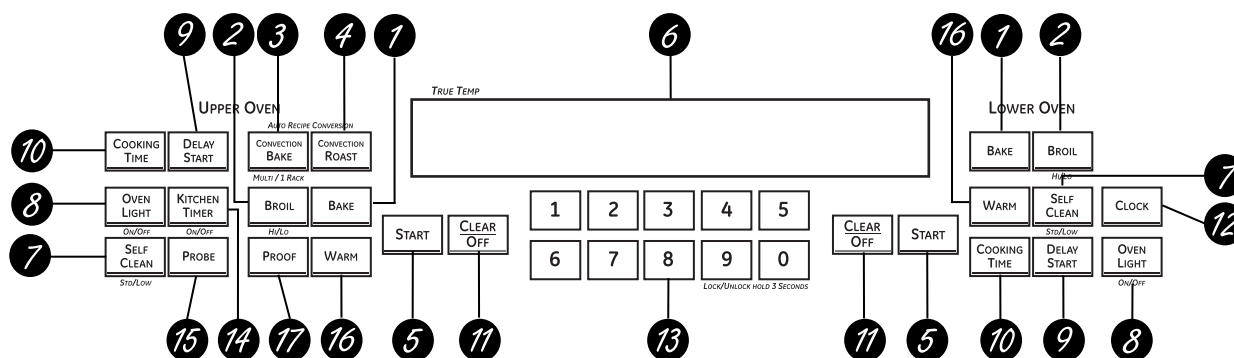 9 2 3 4 1 6 16 1 2
TRUE TEMP
UPPER OVEN
LOWER OVEN
AUTO RECIPE CONVERSION
10
COOKING
TIME
DELAY
START
CONVECTION
BAKE
CONVECTION
ROAST
BAKE
BROIL
MULTI / 1 RACK
HI/LO
7
8
OVEN
LIGHT
KITCHEN
TIMER
BROIL
BAKE
1 2 3 4 5
WARM
SELF
CLEAN
CLOCK
ON/OFF
ON/OFF
HI/LO
START
CLEAR
OFF
CLEAR
OFF
START
STD/LOW
12
7
SELF
CLEAN
PROBE
PROOF
WARM
6 7 8 9 0
COOKING
TIME
DELAY
START
OVEN
LIGHT
STD/LOW
LOCK/UNLOCK HOLD 3 SECONDS
ON/OFF
15 14 17 16 5 11 13 11 5 10 9 8